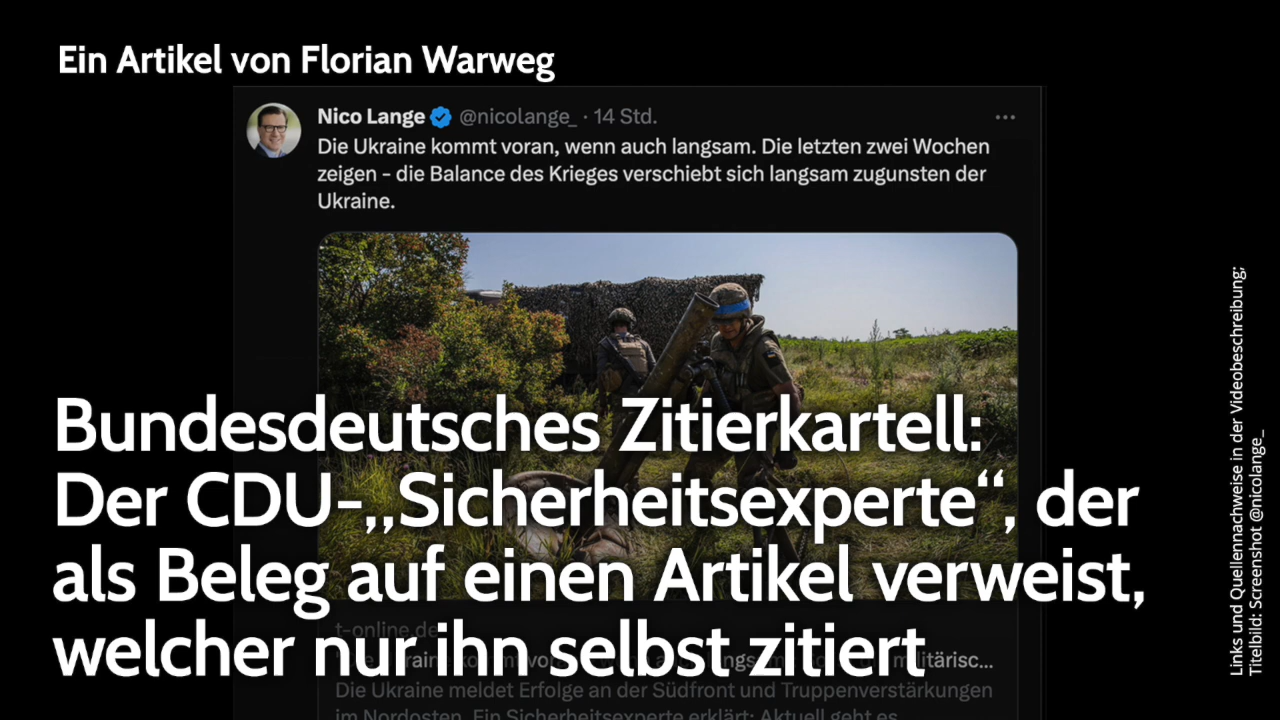 Ein Artikel von Florian Warweg
Nico Lange @nicolange_ · 14 Std.
Die Ukraine kommt voran, wenn auch langsam. Die letzten zwei Wochen
zeigen – die Balance des Krieges verschiebt sich langsam zugunsten der
Ukraine.
Bundesdeutsches Zitierkartell:
Der CDU-„Sicherheitsexperte“, der
als Beleg auf einen Artikel verweist,
welcher nur ihn selbst zitiert
t-online.de
Die Ukraine meldet Erfolge an der Südfront und Truppenverstärkungen
im Nordosten. Ein Sicherheitsexperte erklärt: Aktuell geht es
Links und Quellennachweise in der Videobeschreibung;
Titelbild: Screenshot @nicolange_